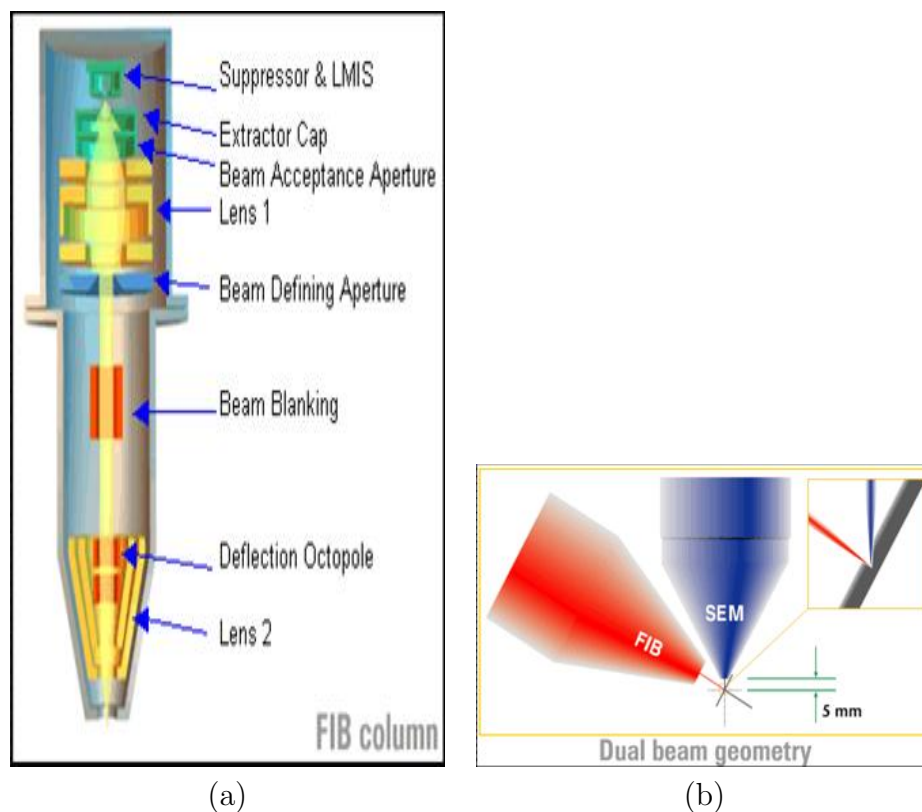 Suppressor & LMIS
Extractor Cap
Beam Acceptance Aperture
Lens 1
Beam Defining Aperture
Beam Blanking
Deflection Octopole
Lens 2
FIB column
(a)
FIB
SEM
5 mm
Dual beam geometry
(b)